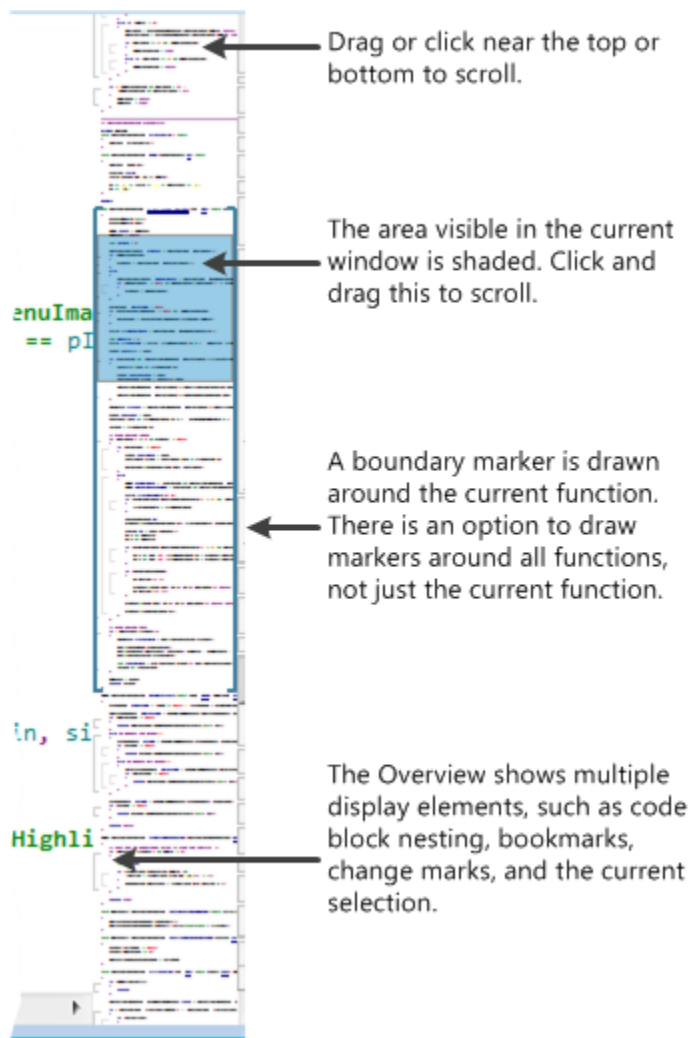 Drag or click near the top or
bottom to scroll.
The area visible in the current
window is shaded. Click and
drag this to scroll.
enuIma
== pI
A boundary marker is drawn
around the current function.
There is an option to draw
markers around all functions,
not just the current function.
in, si
The Overview shows multiple
display elements, such as code
block nesting, bookmarks,
change marks, and the current
selection.
Highli